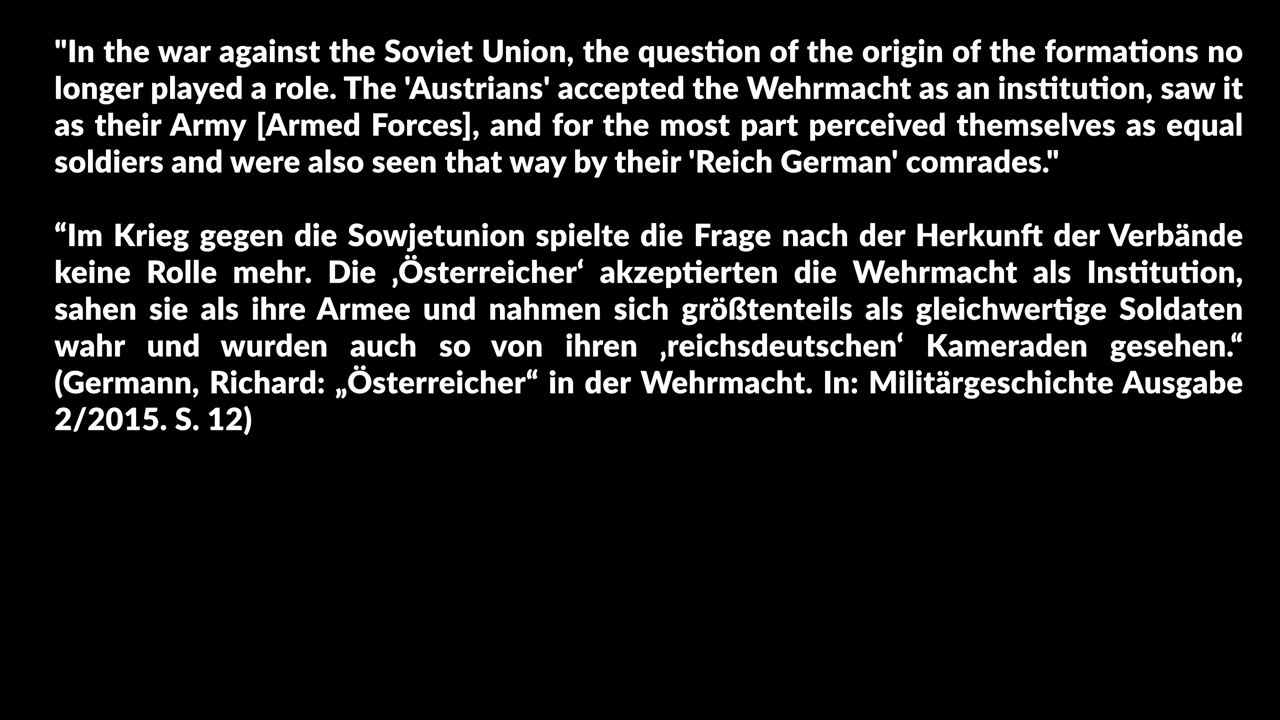 "In the war against the Soviet Union, the question of the origin of the formations no
longer played a role. The 'Austrians' accepted the Wehrmacht as an institution, saw it
as their Army [Armed Forces], and for the most part perceived themselves as equal
soldiers and were also seen that way by their 'Reich German' comrades."
“Im Krieg gegen die Sowjetunion spielte die Frage nach der Herkunft der Verbände
keine Rolle mehr. Die ‚Österreicher‘ akzeptierten die Wehrmacht als Institution,
sahen sie als ihre Armee und nahmen sich größtenteils als gleichwertige Soldaten
wahr und wurden auch so von ihren ‚reichsdeutschen‘ Kameraden gesehen.“
(Germann, Richard: „Österreicher“ in der Wehrmacht. In: Militärgeschichte Ausgabe
2/2015. S. 12)